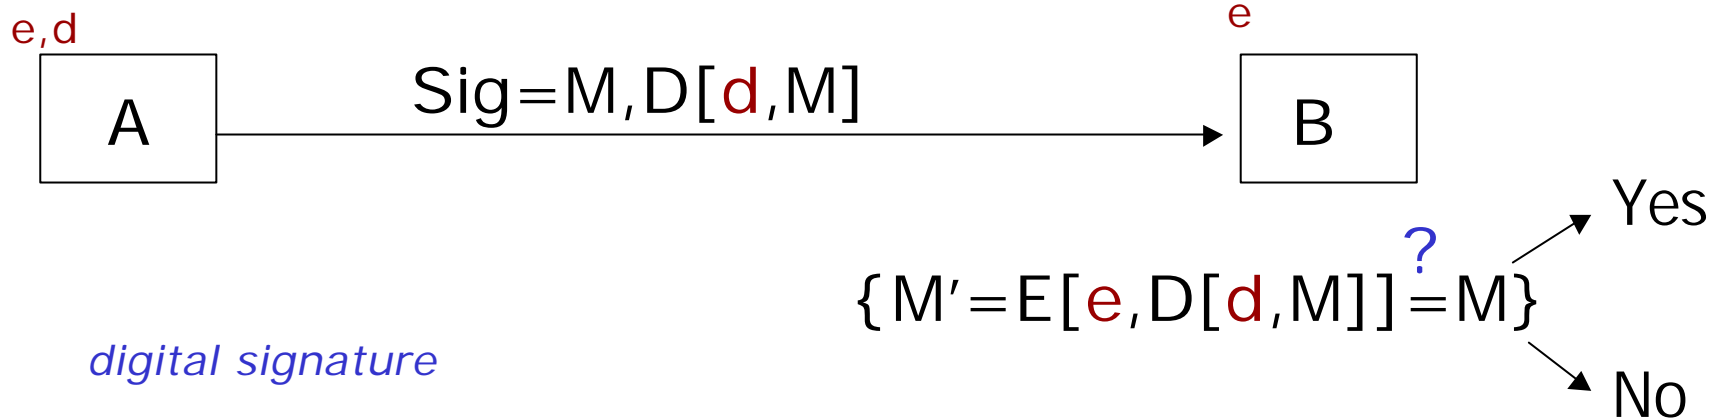 e,d
e
A
Sig=M,D[d,M]
B
Yes
?
{M'=E[e,D[d,M]]=M}
digital signature
No